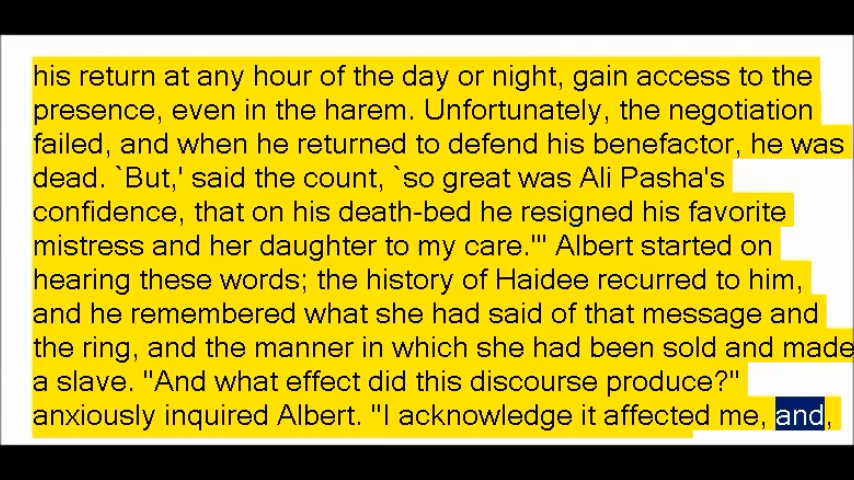 his return at any hour of the day or night, gain access to the
presence, even in the harem. Unfortunately, the negotiation
failed, and when he returned to defend his benefactor, he was
dead. `But,' said the count, `so great was Ali Pasha's
confidence, that on his death-bed he resigned his favorite
mistress and her daughter to my care.'" Albert started on
hearing these words; the history of Haidee recurred to him,
and he remembered what she had said of that message and
the ring, and the manner in which she had been sold and made
a slave. "And what effect did this discourse produce?"
anxiously inquired Albert. "I acknowledge it affected me, and,